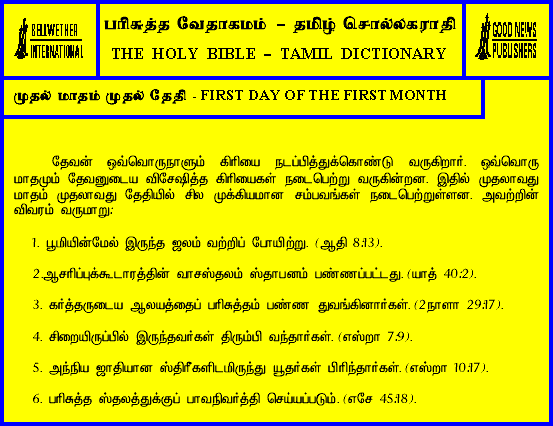 BELLWETHER
INTERNATIONAL
பரிசுத்த வேதாகமம் – தமிழ் சொல்லகராதி
THE HOLY BIBLE – TAMIL DICTIONARY
GOOD NEWS
PUBLISHERS
முதல் மாதம் முதல் தேதி - FIRST DAY OF THE FIRST MONTH
தேவன் ஒவ்வொருநாளும் கிரியை நடப்பித்துக்கொண்டு வருகிறார். ஒவ்வொரு
மாதமும் தேவனுடைய விசேஷித்த கிரியைகள் நடைபெற்று வருகின்றன. இதில் முதலாவது
மாதம் முதலாவது தேதியில் சில முக்கியமான சம்பவங்கள் நடைபெற்றுள்ளன. அவற்றின்
விவரம் வருமாறு:
1. பூமியின்மேல் இருந்த ஜலம் வற்றிப் போயிற்று. (ஆதி 8:13).
2.ஆசரிப்புக்கூடாரத்தின் வாசஸ்தலம் ஸ்தாபனம் பண்ணப்பட்டது. (யாத் 40:2).
3. கர்த்தருடைய ஆலயத்தைப் பரிசுத்தம் பண்ண துவங்கினார்கள். (2நாளா 29:17).
4. சிறையிருப்பில் இருந்தவர்கள் திரும்பி வந்தார்கள். (எஸ்றா 7:9).
5. அந்நிய ஜாதியான ஸ்திரீகளிடமிருந்து யூதர்கள் பிரிந்தார்கள். (எஸ்றா 10:17).
6. பரிசுத்த ஸ்தலத்துக்குப் பாவநிவர்த்தி செய்யப்படும். (எசே 45:18).